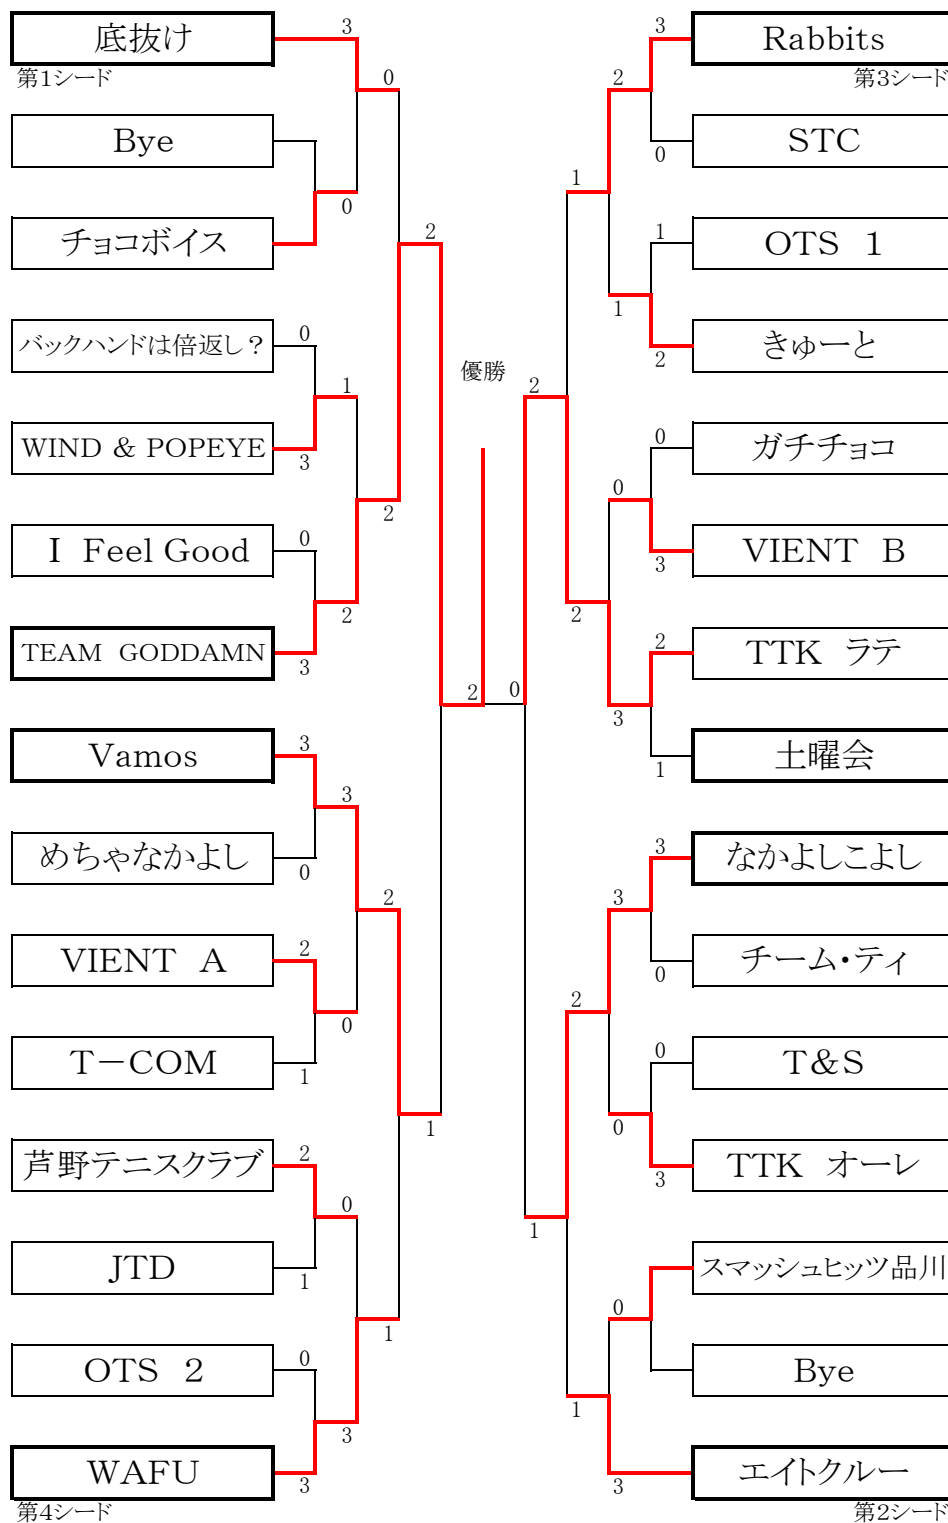 底抜け
3
第1シード
0
Bye
0
チョコボイス
2
バックハンドは倍返し？
0
1
WIND & POPEYE
3
I Feel Good
0
2
2
TEAM GODDAMN
3
優勝
2
0
Vamos
3
3
めちゃなかよし
0
2
VIENT A
2
0
T－COM
1
1
芦野テニスクラブ
2
0
JTD
1
1
OTS 2
0
3
WAFU
3
第4シード
3
Rabbits
2
第3シード
0
STC
1
1
OTS 1
1
2
きゅーと
2
0
ガチチョコ
0
3
VIENT B
2
2
TTK ラテ
3
1
土曜会
3
なかよしこよし
3
0
チーム・ティ
2
0
T&S
0
3
TTK オーレ
1
スマッシュヒッツ品川
0
Bye
1
3
エイトクルー
第2シード